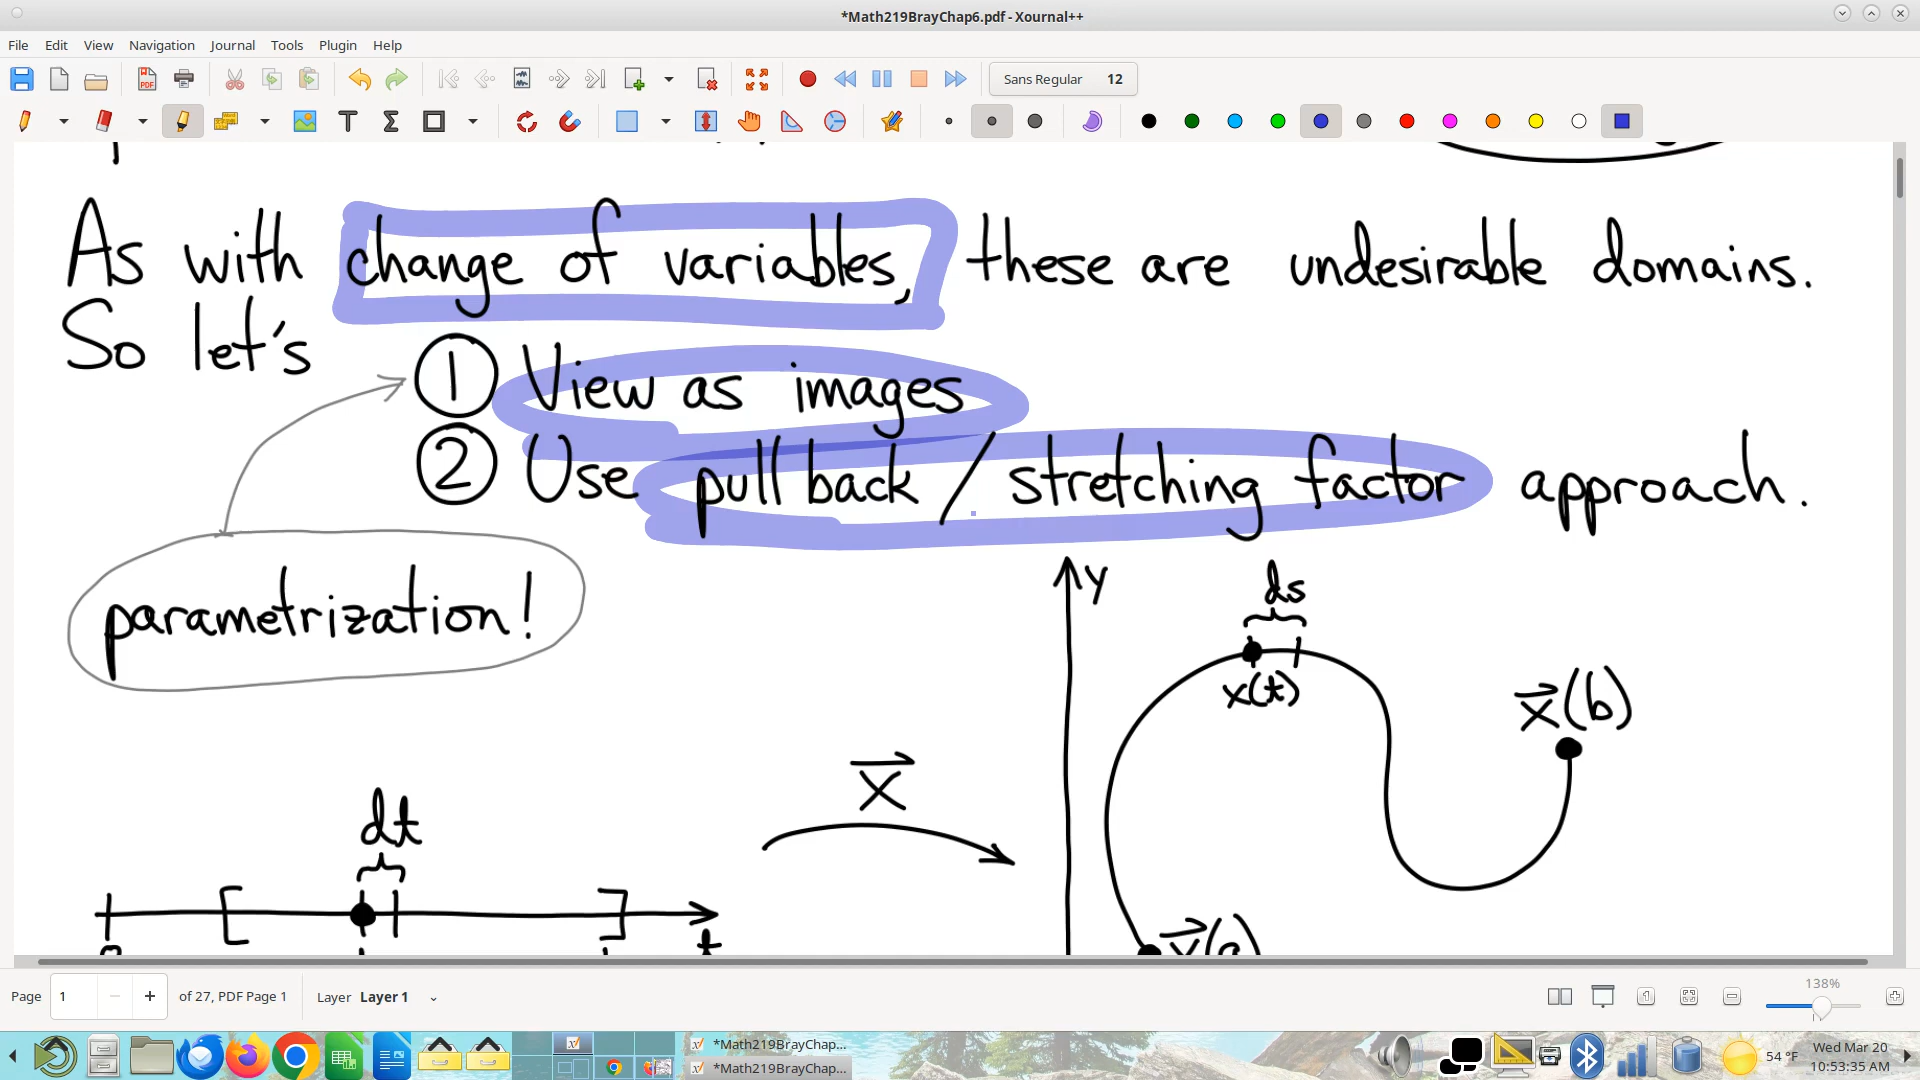 *Math219BrayChap6.pdf - Xournal++
File Edit View Navigation Journal Tools Plugin Help
Sans Regular 12
As with change of variables, these are undesirable domains.
So let's
① View as images
② Use pullback / stretching factor approach.
parametrization!
y
ds
x(t)
x⃗(b)
x⃗
dt
t
Page 1 of 27, PDF Page 1 Layer Layer 1
138%
*Math219BrayChap...
*Math219BrayChap...
54 °F
Wed Mar 20
10:53:35 AM